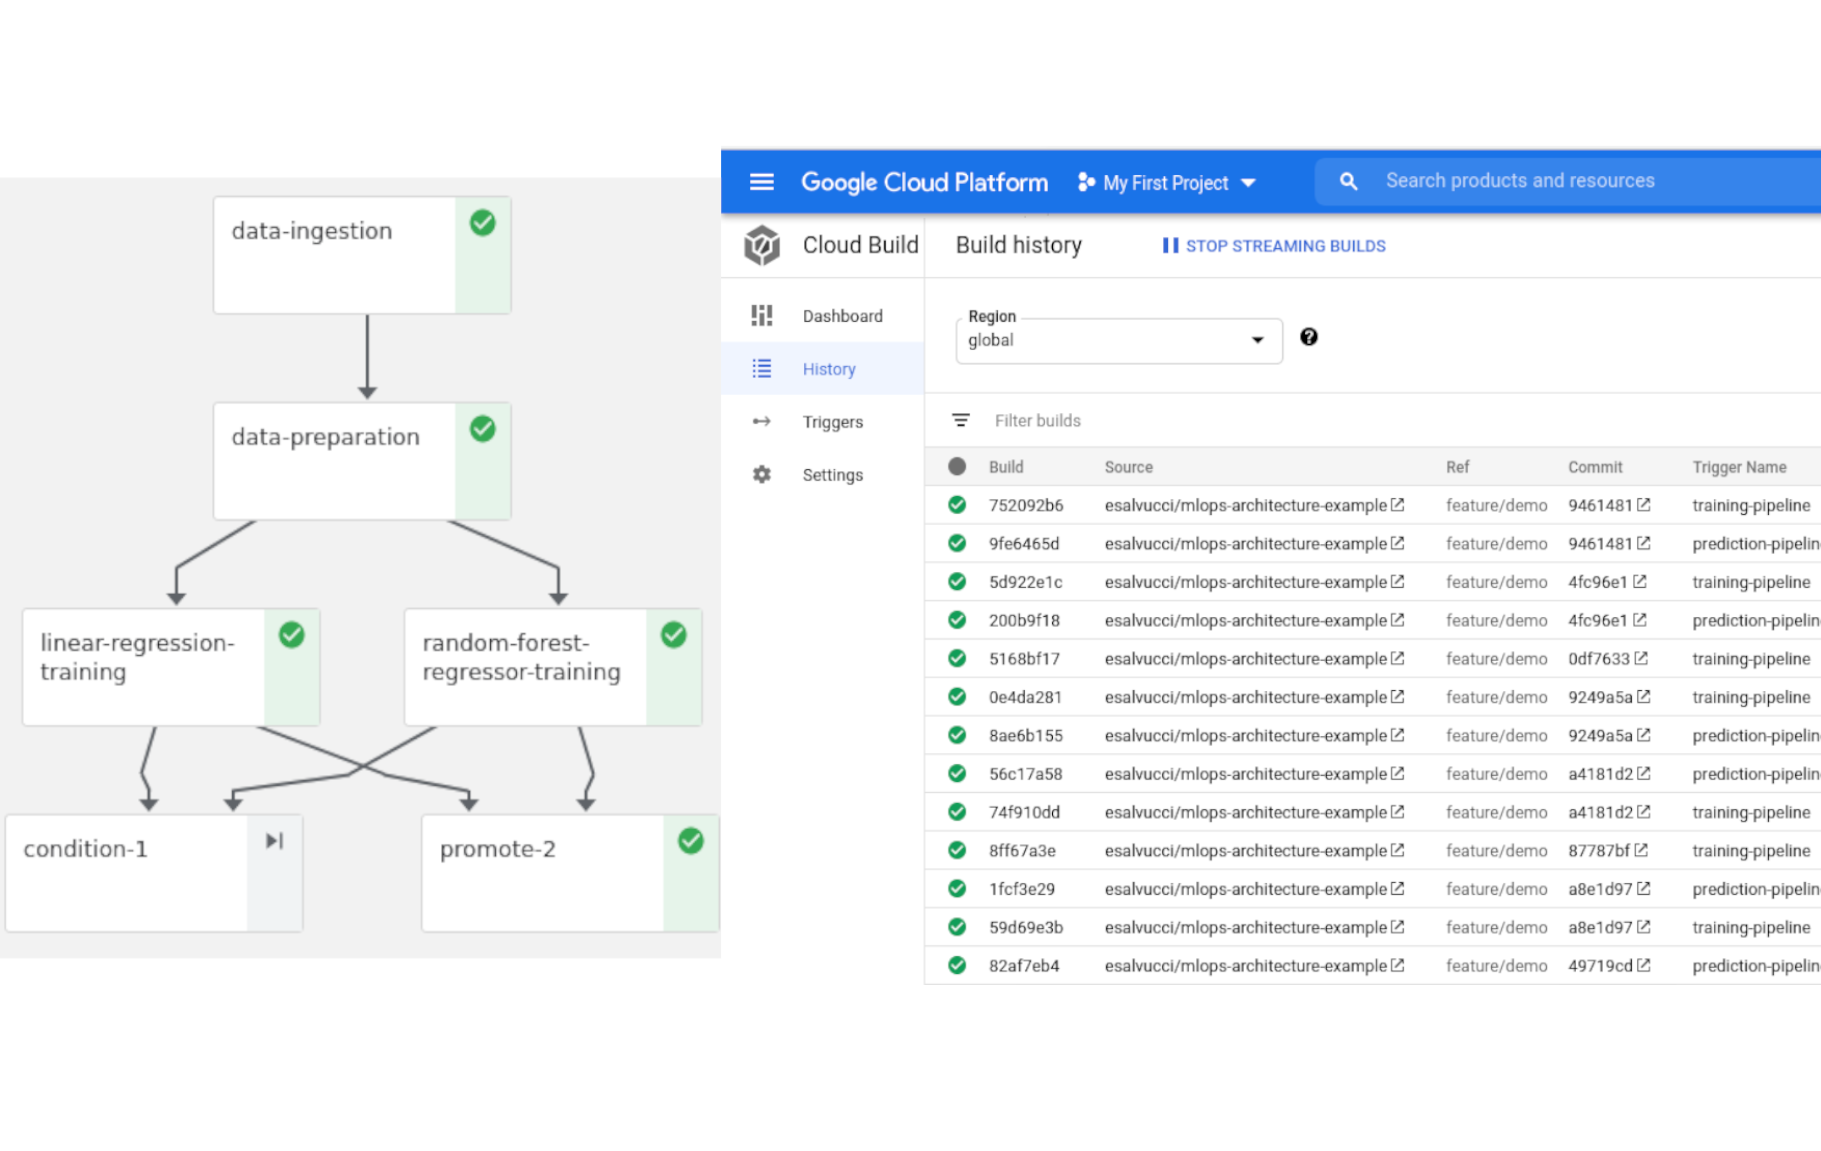 data-ingestion
data-preparation
linear-regression-
training
random-forest-
regressor-training
condition-1
promote-2
Google Cloud Platform My First Project Search products and resources
Cloud Build Build history STOP STREAMING BUILDS
Dashboard
History
Triggers
Settings
Region
global
Filter builds
Build Source Ref Commit Trigger Name
752092b6 esalvucci/mlops-architecture-example feature/demo 9461481 training-pipeline
9fe6465d esalvucci/mlops-architecture-example feature/demo 9461481 prediction-pipelin
5d922e1c esalvucci/mlops-architecture-example feature/demo 4fc96e1 training-pipeline
200b9f18 esalvucci/mlops-architecture-example feature/demo 4fc96e1 prediction-pipelin
5168bf17 esalvucci/mlops-architecture-example feature/demo 0df7633 training-pipeline
0e4da281 esalvucci/mlops-architecture-example feature/demo 9249a5a training-pipeline
8ae6b155 esalvucci/mlops-architecture-example feature/demo 9249a5a prediction-pipelin
56c17a58 esalvucci/mlops-architecture-example feature/demo a4181d2 prediction-pipelin
74f910dd esalvucci/mlops-architecture-example feature/demo a4181d2 training-pipeline
8ff67a3e esalvucci/mlops-architecture-example feature/demo 87787bf training-pipeline
1fcf3e29 esalvucci/mlops-architecture-example feature/demo a8e1d97 prediction-pipelin
59d69e3b esalvucci/mlops-architecture-example feature/demo a8e1d97 training-pipeline
82af7eb4 esalvucci/mlops-architecture-example feature/demo 49719cd prediction-pipelin